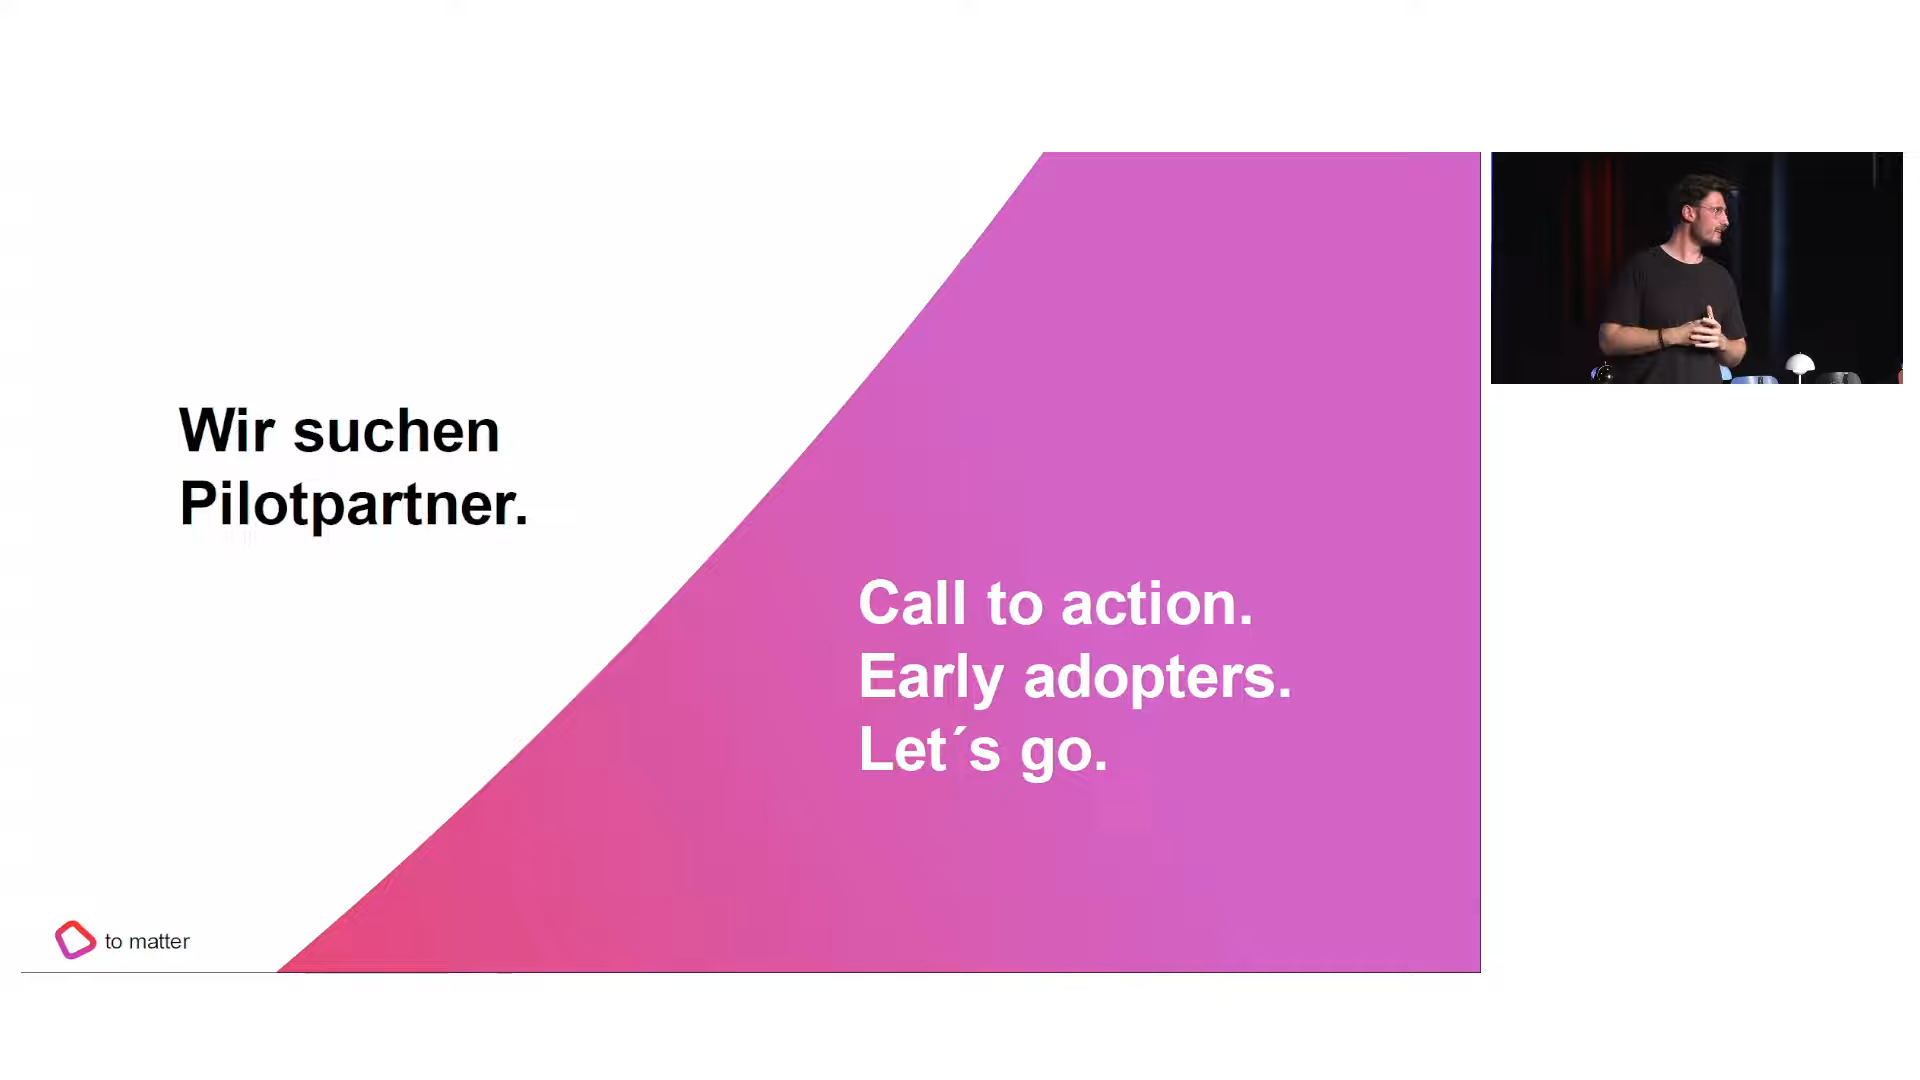 Wir suchen
Pilotpartner.
Call to action.
Early adopters.
Let´s go.
to matter